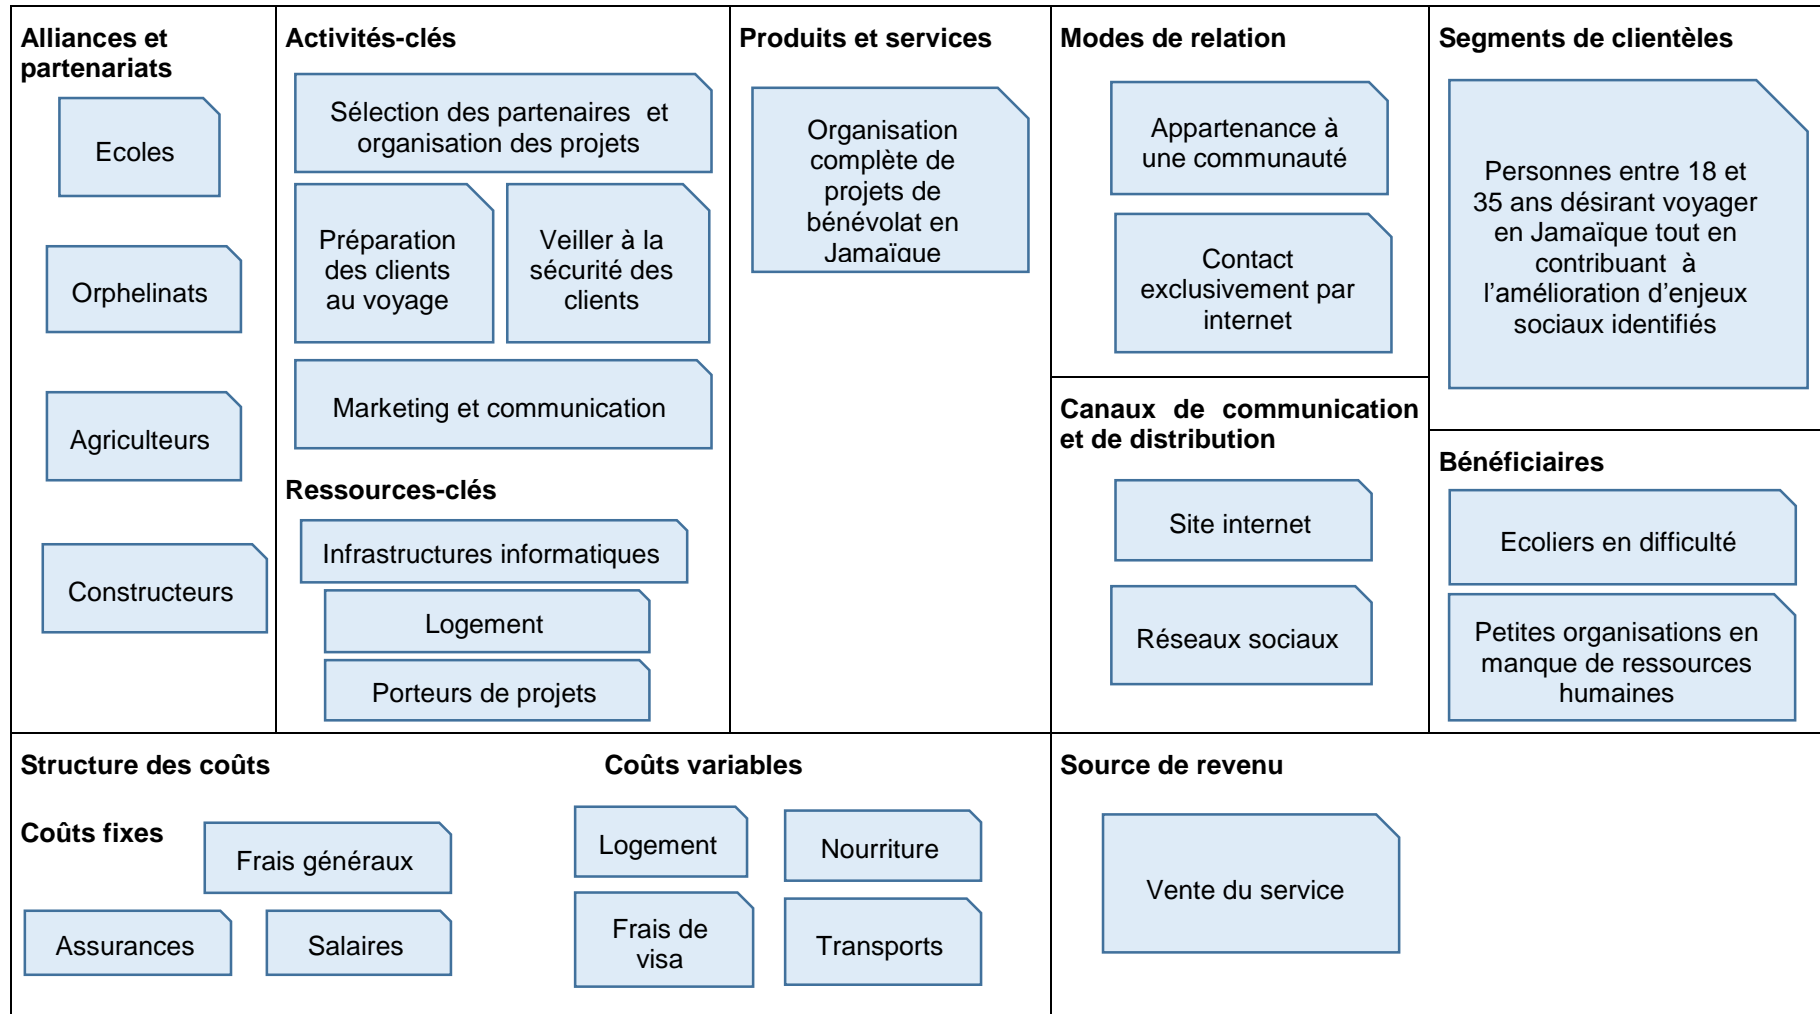 Alliances et
partenariats
Ecoles
Orphelinats
Agriculteurs
Constructeurs
Activités-clés
Sélection des partenaires et
organisation des projets
Préparation
des clients
au voyage
Veiller à la
sécurité des
clients
Marketing et communication
Ressources-clés
Infrastructures informatiques
Logement
Porteurs de projets
Produits et services
Organisation
complète de
projets de
bénévolat en
Jamaïque
Modes de relation
Appartenance à
une communauté
Contact
exclusivement par
internet
Canaux de communication
et de distribution
Site internet
Réseaux sociaux
Segments de clientèles
Personnes entre 18 et
35 ans désirant voyager
en Jamaïque tout en
contribuant à
l’amélioration d’enjeux
sociaux identifiés
Bénéficiaires
Ecoliers en difficulté
Petites organisations en
manque de ressources
humaines
Structure des coûts
Coûts fixes
Frais généraux
Assurances
Salaires
Coûts variables
Logement
Nourriture
Frais de
visa
Transports
Source de revenu
Vente du service